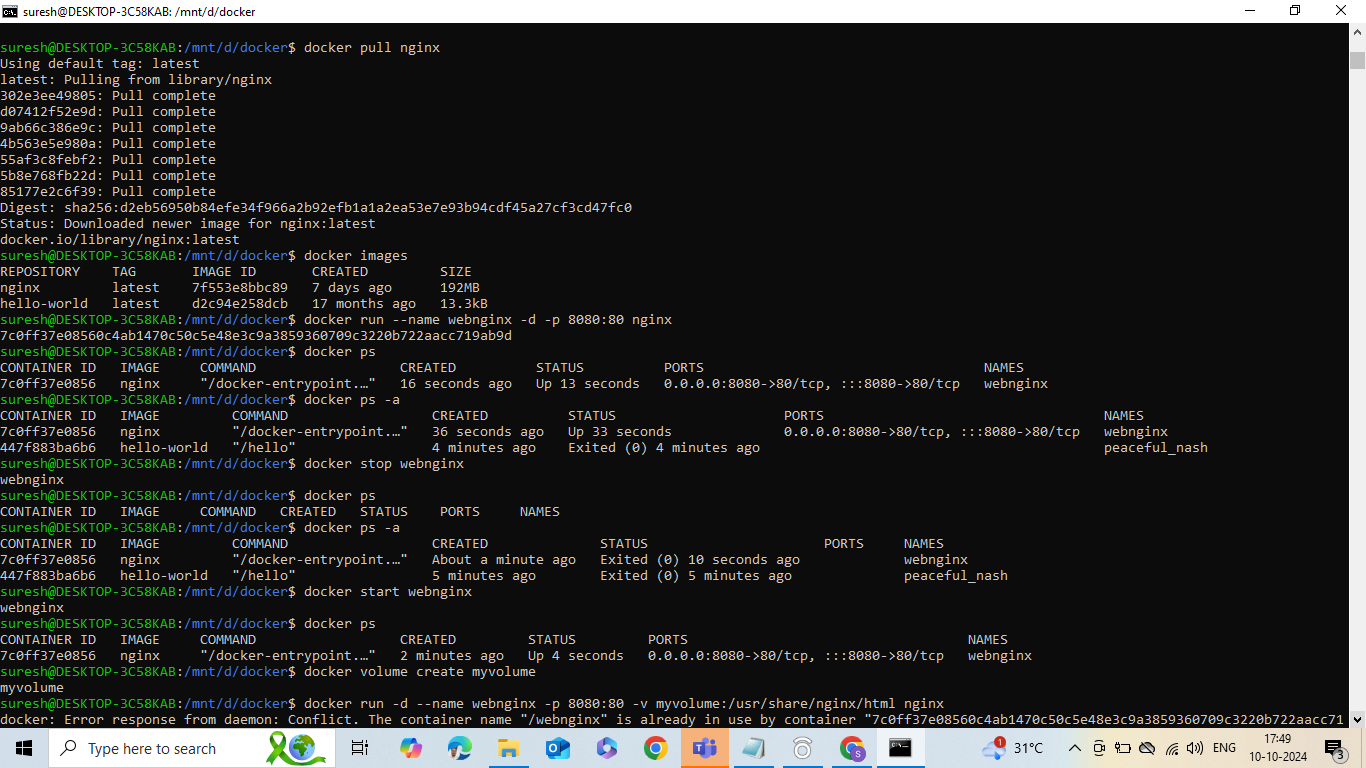 suresh@DESKTOP-3C58KAB: /mnt/d/docker
suresh@DESKTOP-3C58KAB:/mnt/d/docker$ docker pull nginx
Using default tag: latest
latest: Pulling from library/nginx
302e3ee49805: Pull complete
d07412f52e9d: Pull complete
9ab66c386e9c: Pull complete
4b563e5e980a: Pull complete
55af3c8febf2: Pull complete
5b8e768fb22d: Pull complete
85177e2c6f39: Pull complete
Digest: sha256:d2eb56950b84efe34f966a2b92efb1a1a2ea53e7e93b94cdf45a27cf3cd47fc0
Status: Downloaded newer image for nginx:latest
docker.io/library/nginx:latest
suresh@DESKTOP-3C58KAB:/mnt/d/docker$ docker images
REPOSITORY    TAG       IMAGE ID       CREATED         SIZE
nginx         latest    7f553e8bbc89   7 days ago      192MB
hello-world   latest    d2c94e258dcb   17 months ago   13.3kB
suresh@DESKTOP-3C58KAB:/mnt/d/docker$ docker run --name webnginx -d -p 8080:80 nginx
7c0ff37e08560c4ab1470c50c5e48e3c9a3859360709c3220b722aacc719ab9d
suresh@DESKTOP-3C58KAB:/mnt/d/docker$ docker ps
CONTAINER ID   IMAGE     COMMAND                  CREATED          STATUS          PORTS                                   NAMES
7c0ff37e0856   nginx     "/docker-entrypoint.…"   16 seconds ago   Up 13 seconds   0.0.0.0:8080->80/tcp, :::8080->80/tcp   webnginx
suresh@DESKTOP-3C58KAB:/mnt/d/docker$ docker ps -a
CONTAINER ID   IMAGE         COMMAND                  CREATED          STATUS                     PORTS                                   NAMES
7c0ff37e0856   nginx         "/docker-entrypoint.…"   36 seconds ago   Up 33 seconds              0.0.0.0:8080->80/tcp, :::8080->80/tcp   webnginx
447f883ba6b6   hello-world   "/hello"                 4 minutes ago    Exited (0) 4 minutes ago                                           peaceful_nash
suresh@DESKTOP-3C58KAB:/mnt/d/docker$ docker stop webnginx
webnginx
suresh@DESKTOP-3C58KAB:/mnt/d/docker$ docker ps
CONTAINER ID   IMAGE     COMMAND   CREATED   STATUS    PORTS     NAMES
suresh@DESKTOP-3C58KAB:/mnt/d/docker$ docker ps -a
CONTAINER ID   IMAGE         COMMAND                  CREATED              STATUS                      PORTS     NAMES
7c0ff37e0856   nginx         "/docker-entrypoint.…"   About a minute ago   Exited (0) 10 seconds ago             webnginx
447f883ba6b6   hello-world   "/hello"                 5 minutes ago        Exited (0) 5 minutes ago              peaceful_nash
suresh@DESKTOP-3C58KAB:/mnt/d/docker$ docker start webnginx
webnginx
suresh@DESKTOP-3C58KAB:/mnt/d/docker$ docker ps
CONTAINER ID   IMAGE     COMMAND                  CREATED         STATUS         PORTS                                   NAMES
7c0ff37e0856   nginx     "/docker-entrypoint.…"   2 minutes ago   Up 4 seconds   0.0.0.0:8080->80/tcp, :::8080->80/tcp   webnginx
suresh@DESKTOP-3C58KAB:/mnt/d/docker$ docker volume create myvolume
myvolume
suresh@DESKTOP-3C58KAB:/mnt/d/docker$ docker run -d --name webnginx -p 8080:80 -v myvolume:/usr/share/nginx/html nginx
docker: Error response from daemon: Conflict. The container name "/webnginx" is already in use by container "7c0ff37e08560c4ab1470c50c5e48e3c9a3859360709c3220b722aacc71
Type here to search
1
31°C
ENG
17:49
10-10-2024
3
S